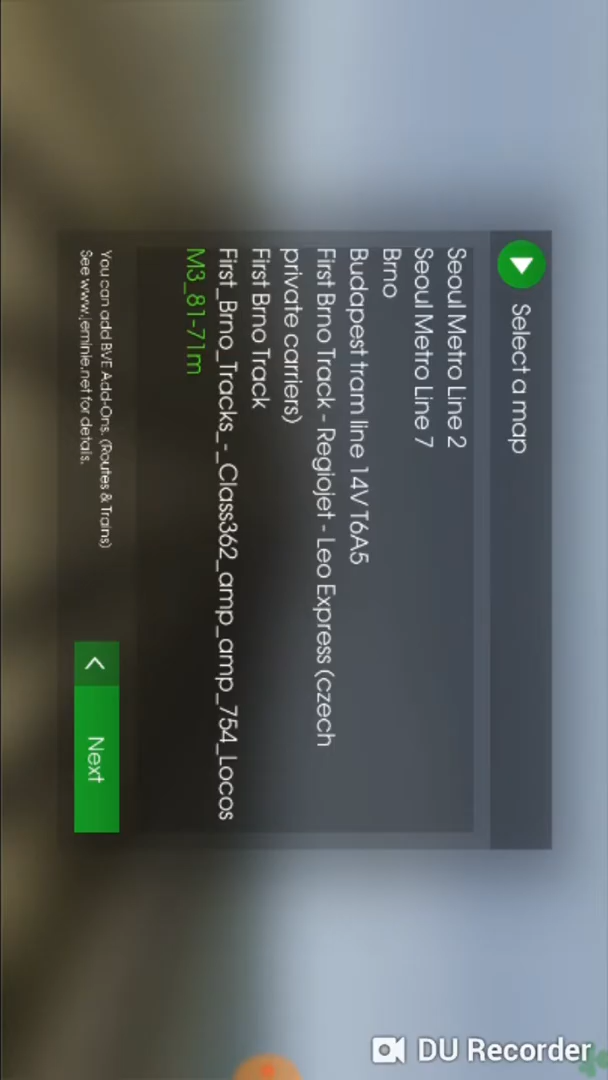 Select a map
Seoul Metro Line 2
Seoul Metro Line 7
Brno
Budapest tram line 14V T6A5
First Brno Track - Regiojet - Leo Express (czech
private carriers)
First Brno Track
First_Brno_Tracks_-_Class362_amp_amp_754_Locos
M3_81-71m
You can add BVE Add-Ons. (Routes & Trains)
See www.jeminie.net for details.
< Next
DU Recorder